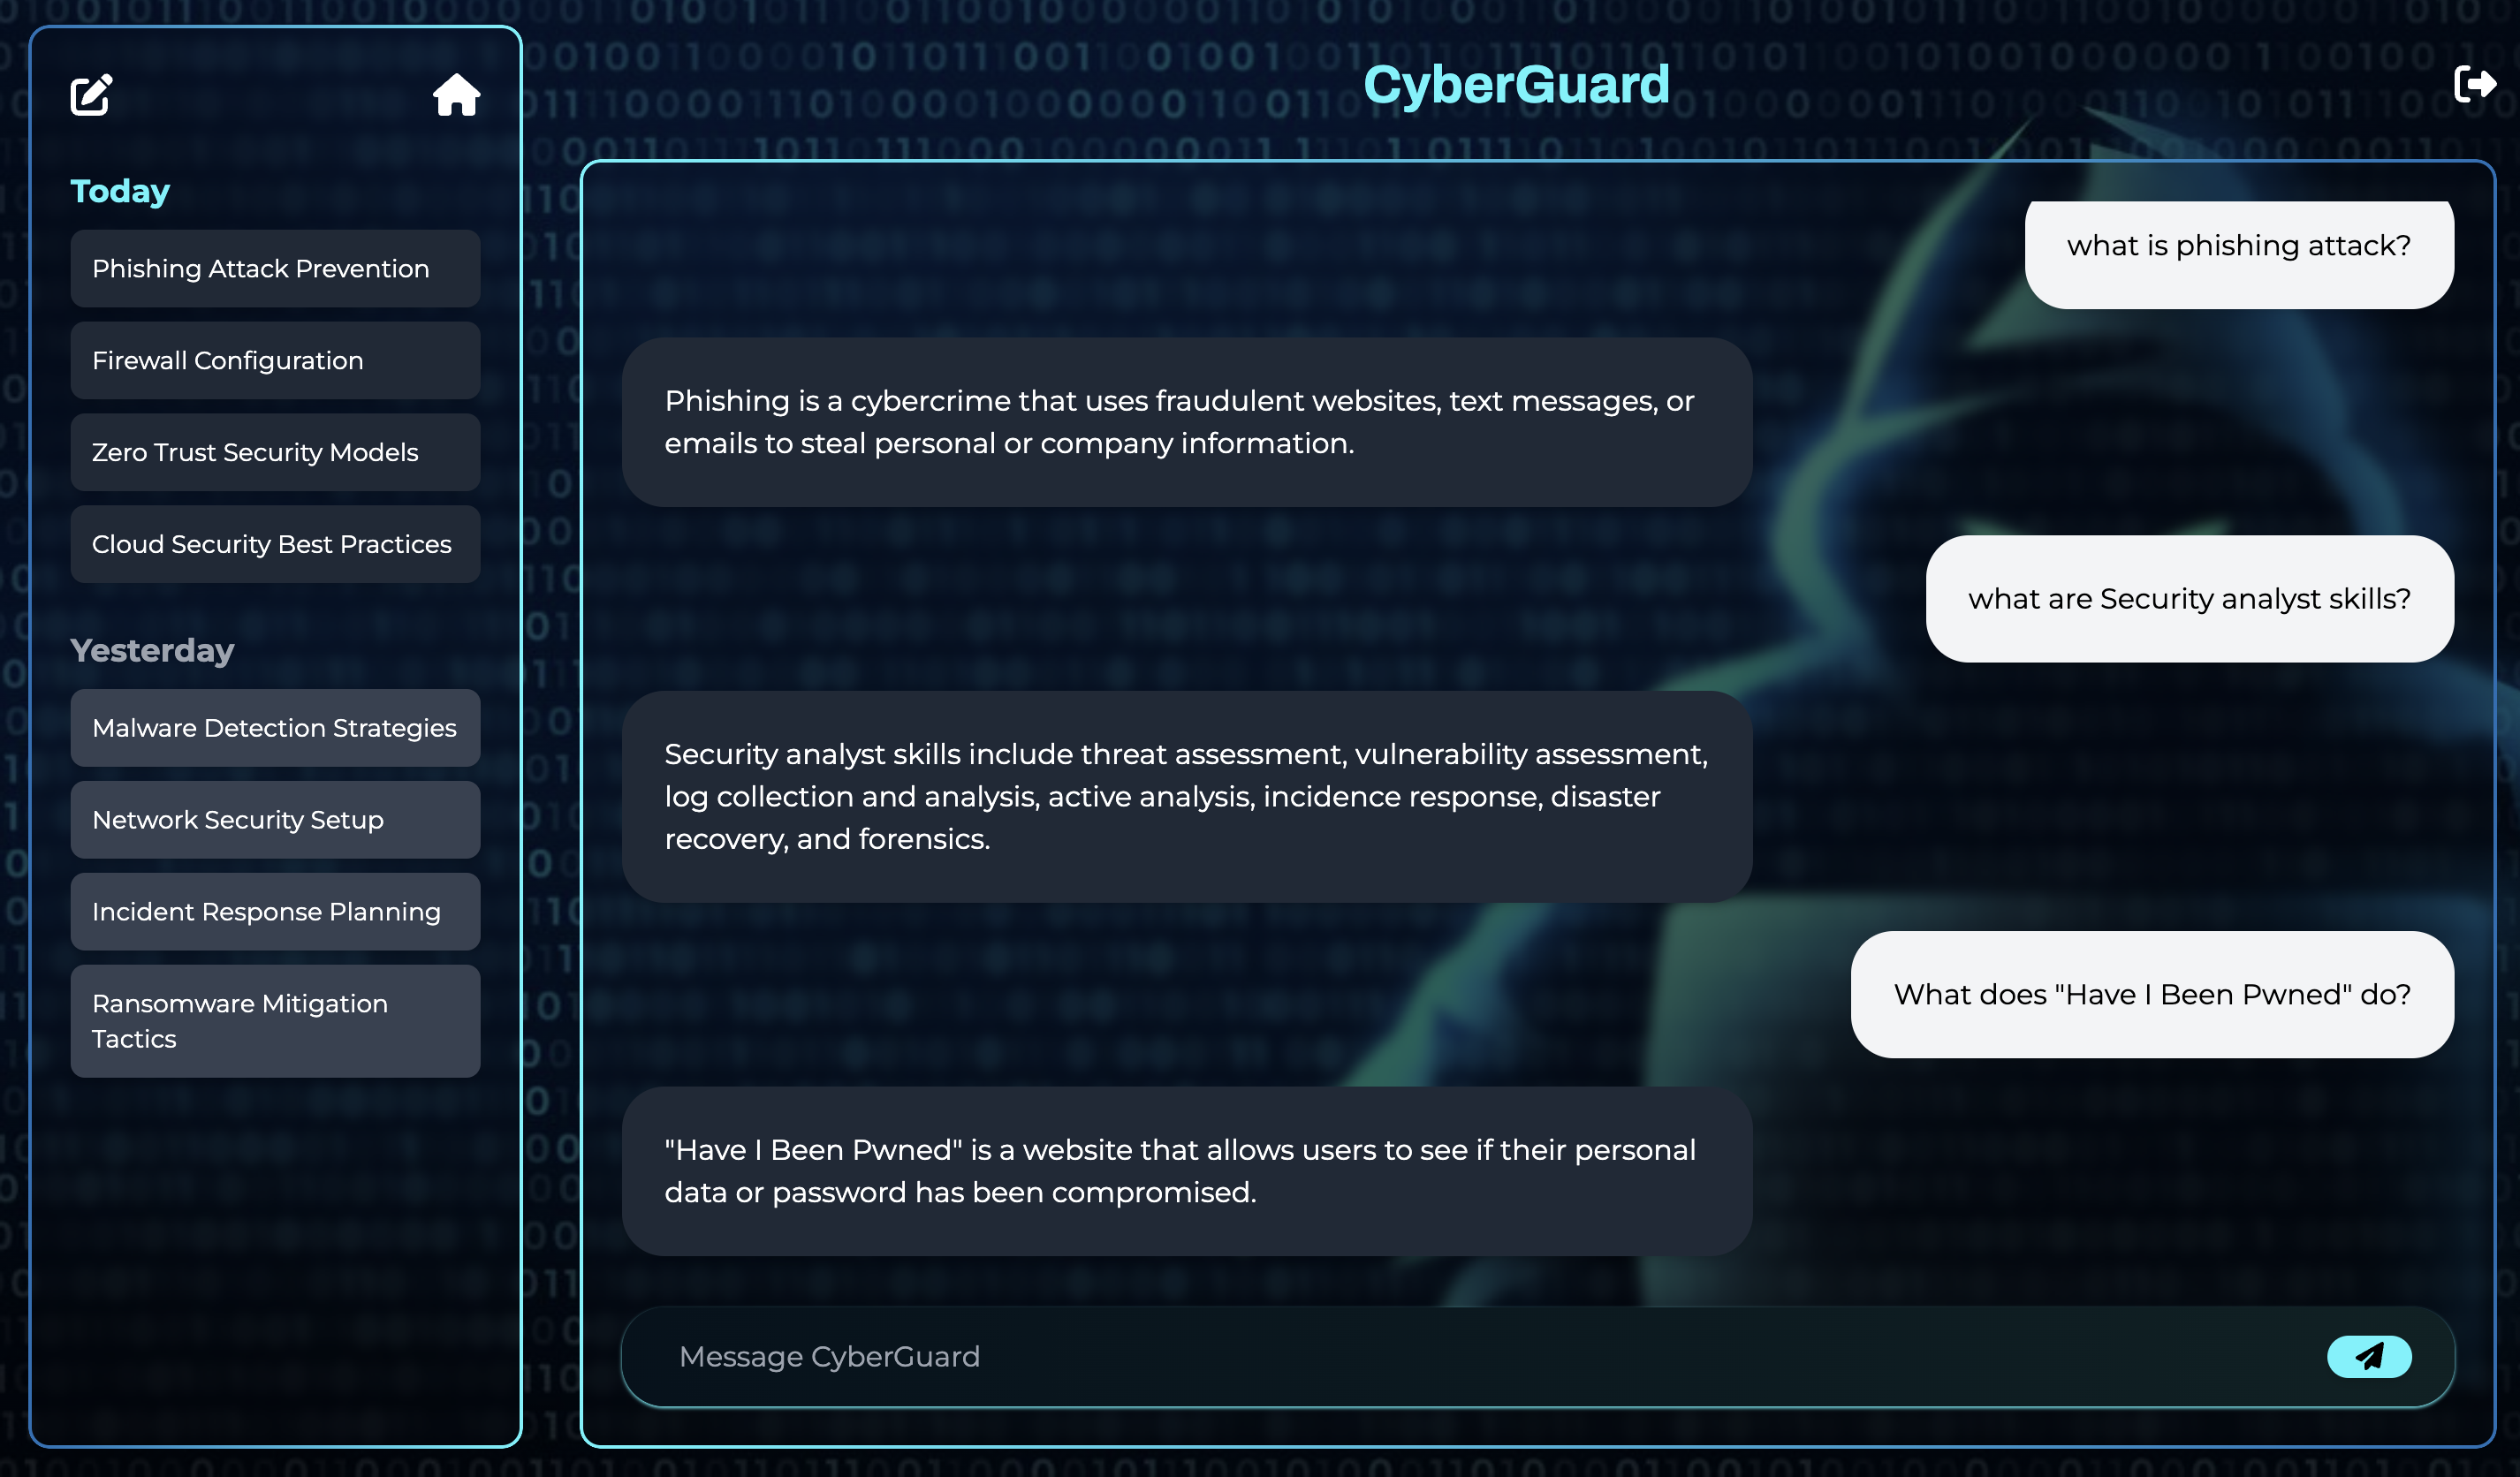 CyberGuard
Today
Phishing Attack Prevention
Firewall Configuration
Zero Trust Security Models
Cloud Security Best Practices
Yesterday
Malware Detection Strategies
Network Security Setup
Incident Response Planning
Ransomware Mitigation
Tactics
what is phishing attack?
Phishing is a cybercrime that uses fraudulent websites, text messages, or
emails to steal personal or company information.
what are Security analyst skills?
Security analyst skills include threat assessment, vulnerability assessment,
log collection and analysis, active analysis, incidence response, disaster
recovery, and forensics.
What does "Have I Been Pwned" do?
"Have I Been Pwned" is a website that allows users to see if their personal
data or password has been compromised.
Message CyberGuard